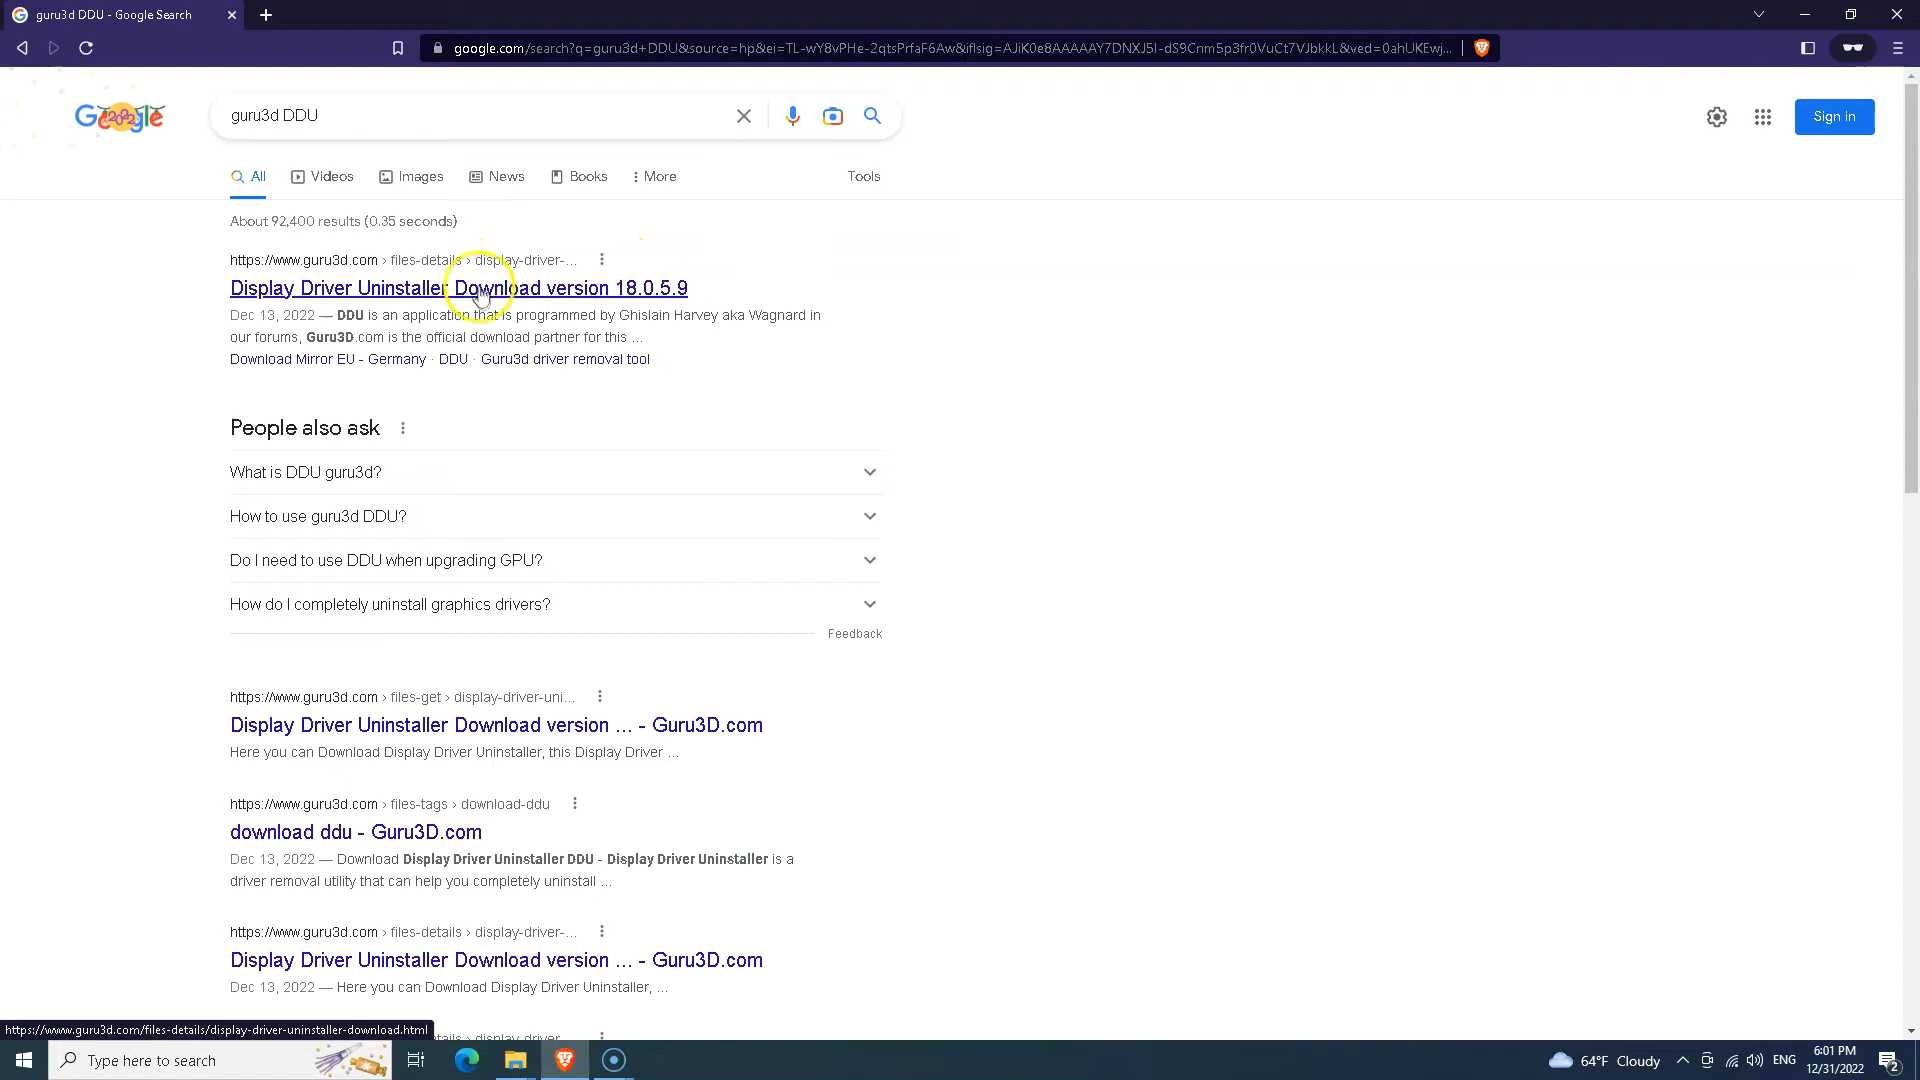 guru3d DDU - Google Search
google.com/search?q=guru3d+DDU&source=hp&ei=TL-wY8vPHe-2qtsPrfaF6Aw&iflsig=AJiK0e8AAAAAY7DNXJ5I-dS9Cnm5p3fr0VuCt7VJbkkL&ved=0ahUKEwj...
guru3d DDU
Sign in
All
Videos
Images
News
Books
More
Tools
About 92,400 results (0.35 seconds)
https://www.guru3d.com › files-details › display-driver-...
Display Driver Uninstaller Download version 18.0.5.9
Dec 13, 2022 — DDU is an application that is programmed by Ghislain Harvey aka Wagnard in
our forums, Guru3D.com is the official download partner for this ...
Download Mirror EU - Germany · DDU · Guru3d driver removal tool
People also ask
What is DDU guru3d?
How to use guru3d DDU?
Do I need to use DDU when upgrading GPU?
How do I completely uninstall graphics drivers?
Feedback
https://www.guru3d.com › files-get › display-driver-uni...
Display Driver Uninstaller Download version ... - Guru3D.com
Here you can Download Display Driver Uninstaller, this Display Driver ...
https://www.guru3d.com › files-tags › download-ddu
download ddu - Guru3D.com
Dec 13, 2022 — Download Display Driver Uninstaller DDU - Display Driver Uninstaller is a
driver removal utility that can help you completely uninstall ...
https://www.guru3d.com › files-details › display-driver-...
Display Driver Uninstaller Download version ... - Guru3D.com
Dec 13, 2022 — Here you can Download Display Driver Uninstaller, ...
https://www.guru3d.com/files-details/display-driver-uninstaller-download.html
Type here to search
64°F Cloudy
ENG
6:01 PM
12/31/2022
2